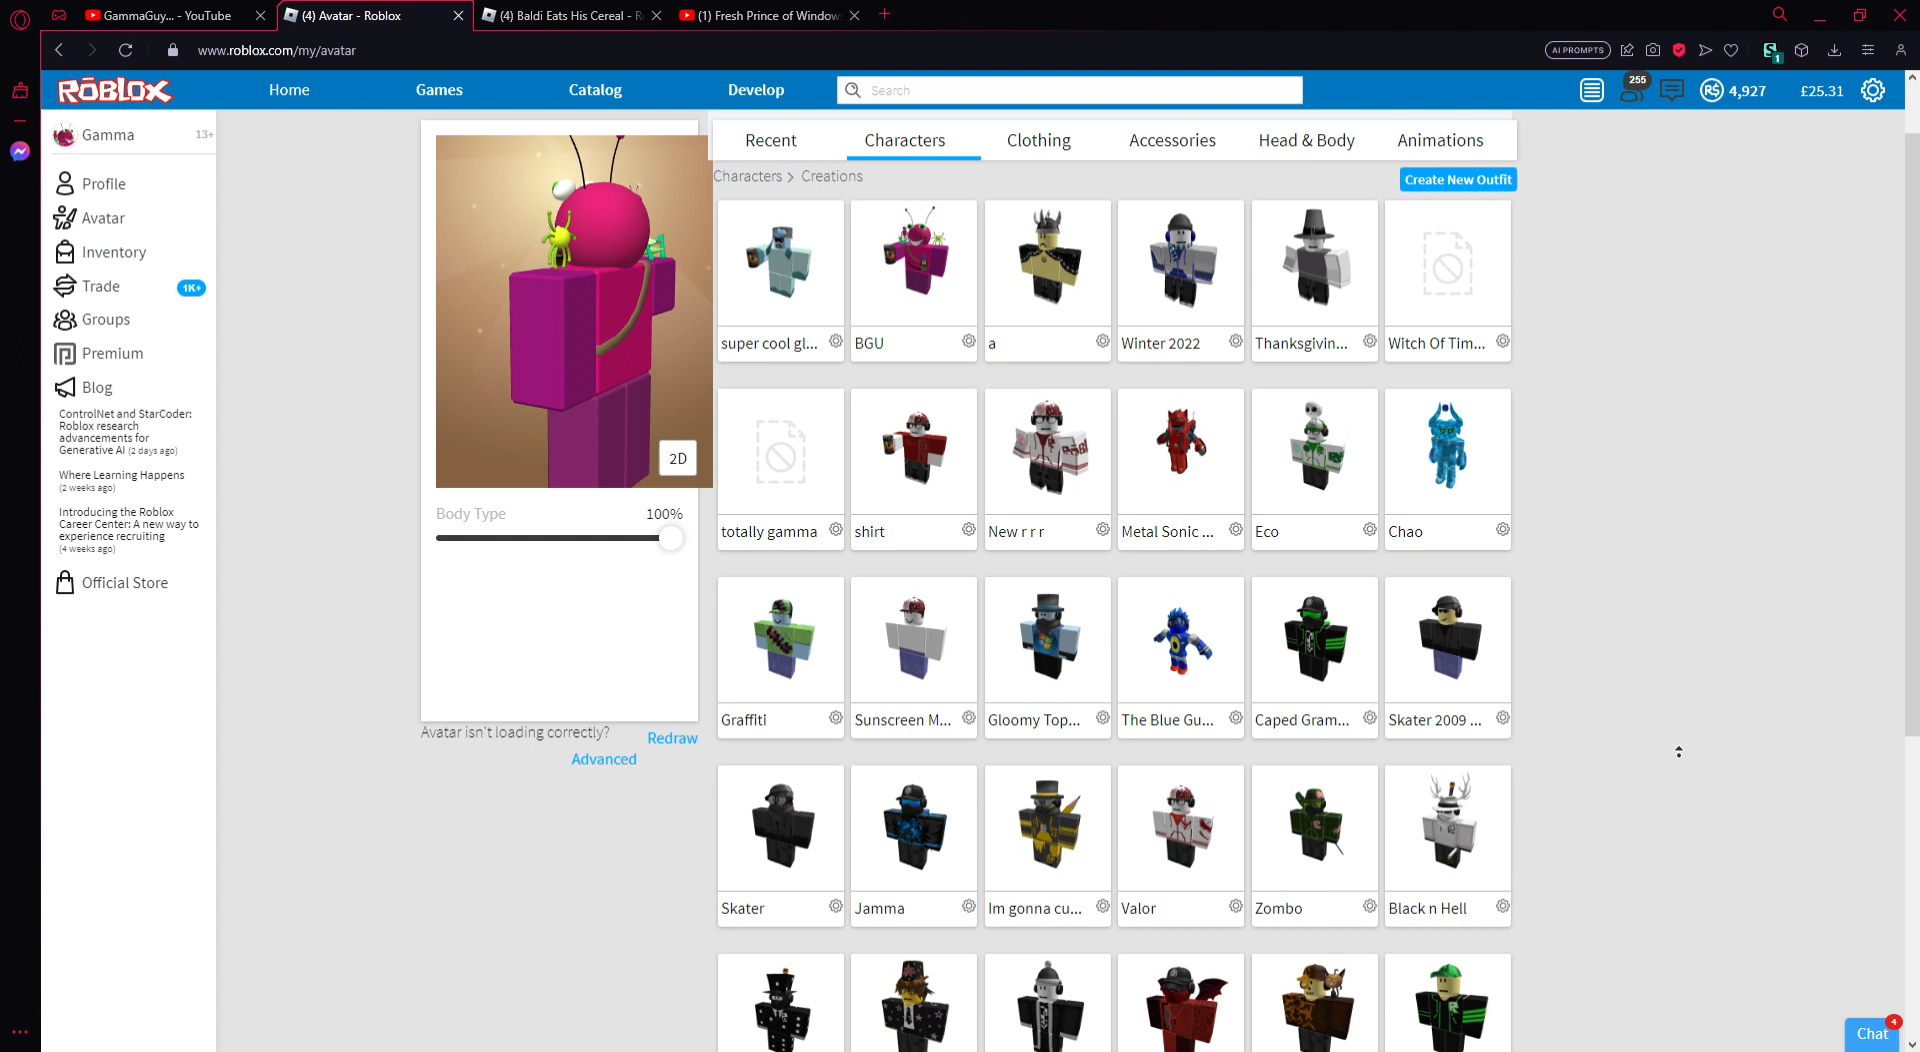 GammaGuy... - YouTube
(4) Avatar - Roblox
(4) Baldi Eats His Cereal - R
(1) Fresh Prince of Window
www.roblox.com/my/avatar
AI PROMPTS
1
ROBLOX
Home
Games
Catalog
Develop
Search
255
R$ 4,927
£25.31
Gamma
13+
Profile
Avatar
Inventory
Trade
1K+
Groups
Premium
Blog
ControlNet and StarCoder:
Roblox research
advancements for
Generative AI (2 days ago)
Where Learning Happens
(2 weeks ago)
Introducing the Roblox
Career Center: A new way to
experience recruiting
(4 weeks ago)
Official Store
2D
Body Type
100%
Avatar isn't loading correctly?
Redraw
Advanced
Recent
Characters
Clothing
Accessories
Head & Body
Animations
Characters > Creations
Create New Outfit
super cool gl...
BGU
a
Winter 2022
Thanksgivin...
Witch Of Tim...
totally gamma
shirt
New r r r
Metal Sonic ...
Eco
Chao
Graffiti
Sunscreen M...
Gloomy Top...
The Blue Gu...
Caped Gram...
Skater 2009 ...
Skater
Jamma
Im gonna cu...
Valor
Zombo
Black n Hell
Chat
4